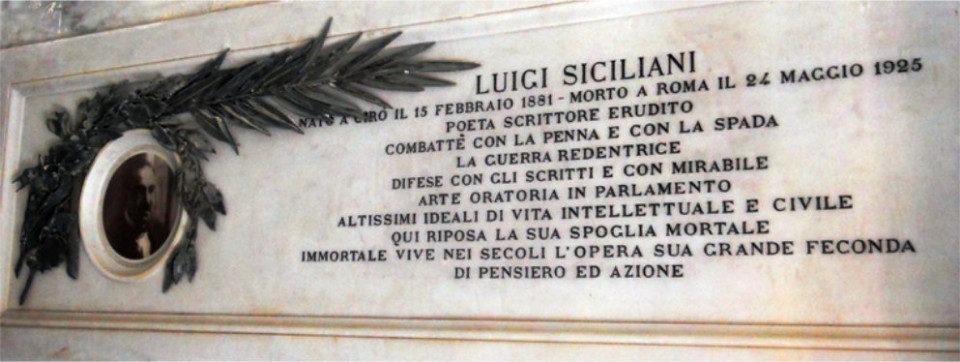 LUIGI SICILIANI
NATO A CIRÒ IL 15 FEBBRAIO 1881 - MORTO A ROMA IL 24 MAGGIO 1925
POETA SCRITTORE ERUDITO
COMBATTÈ CON LA PENNA E CON LA SPADA
LA GUERRA REDENTRICE
DIFESE CON GLI SCRITTI E CON MIRABILE
ARTE ORATORIA IN PARLAMENTO
ALTISSIMI IDEALI DI VITA INTELLETTUALE E CIVILE
QUI RIPOSA LA SUA SPOGLIA MORTALE
IMMORTALE VIVE NEI SECOLI L'OPERA SUA GRANDE FECONDA
DI PENSIERO ED AZIONE